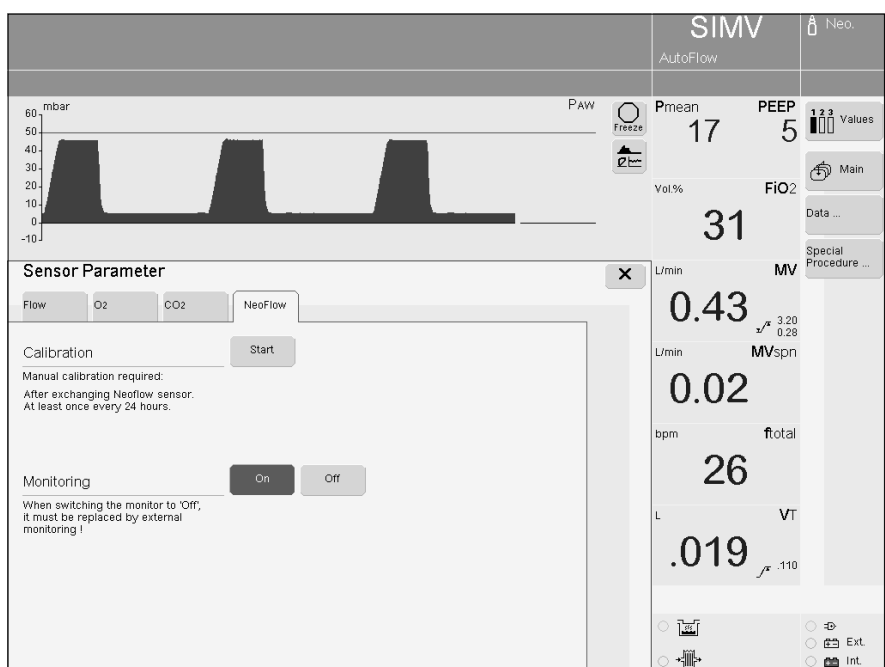 SIMV
Neo.
AutoFlow
mbar
Paw
60
50
40
30
20
10
0
-10
Freeze
Pmean PEEP
17 5
1 2 3
Values
Main
Vol.% FiO2
31
Data ...
Special
Procedure ...
Sensor Parameter
Flow O2 CO2 NeoFlow
L/min MV
0.43
3.20
0.28
Calibration
Start
Manual calibration required:
After exchanging Neoflow sensor.
At least once every 24 hours.
L/min MVspn
0.02
bpm ftotal
26
Monitoring
On Off
When switching the monitor to 'Off',
it must be replaced by external
monitoring !
L VT
.019
.110
Ext.
Int.